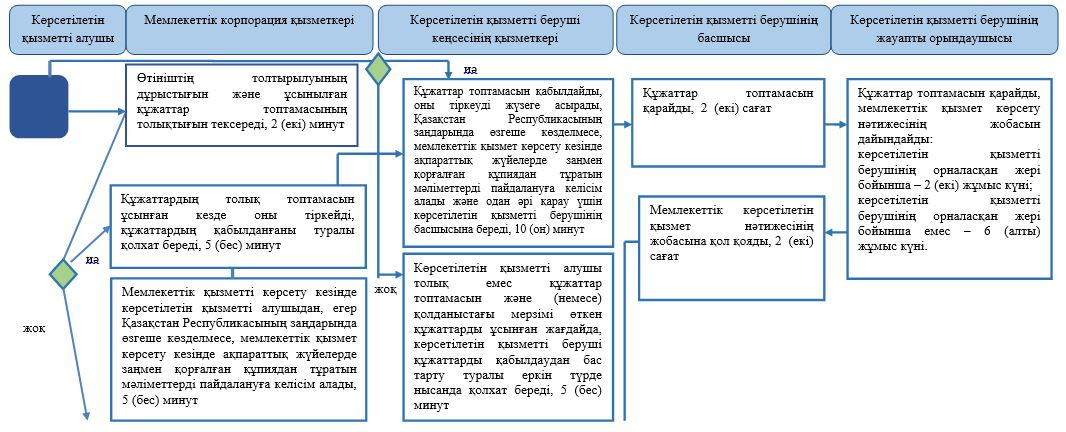 Көрсетілетін
қызметті алушы
Мемлекеттік корпорация қызметкері
Көрсетілетін қызметті беруші
кеңсесінің қызметкері
Көрсетілетін қызметті берушінің
басшысы
Көрсетілетін қызметті берушінің
жауапты орындаушысы
Өтініштің толтырылуының
дұрыстығын және ұсынылған
құжаттар топтамасының
толықтығын тексереді, 2 (екі) минут
иә
Құжаттар топтамасын қабылдайды,
оны тіркеуді жүзеге асырады,
Қазақстан Республикасының
заңдарында өзгеше көзделмесе,
мемлекеттік қызмет көрсету кезінде
ақпараттық жүйелерде заңмен
қорғалған құпиядан тұратын
мәліметтерді пайдалануға келісім
алады және одан әрі қарау үшін
көрсетілетін қызметті берушінің
басшысына береді, 10 (он) минут
Құжаттар топтамасын
қарайды, 2 (екі) сағат
Құжаттар топтамасын қарайды,
мемлекеттік қызмет көрсету
нәтижесінің жобасын
дайындайды:
көрсетілетін қызметті
берушінің орналасқан жері
бойынша – 2 (екі) жұмыс күні;
көрсетілетін қызметті
берушінің орналасқан жері
бойынша емес – 6 (алты)
жұмыс күні.
Құжаттардың толық топтамасын
ұсынған кезде оны тіркейді,
құжаттардың қабылданғаны туралы
қолхат береді, 5 (бес) минут
Мемлекеттік көрсетілетін
қызмет нәтижесінің
жобасына қол қояды, 2 (екі)
сағат
иә
жоқ
Мемлекеттік қызметті көрсету кезінде
көрсетілетін қызметті алушыдан, егер
Қазақстан Республикасының заңдарында
өзгеше көзделмесе, мемлекеттік қызмет
көрсету кезінде ақпараттық жүйелерде
заңмен қорғалған құпиядан тұратын
мәліметтерді пайдалануға келісім алады,
5 (бес) минут
жоқ
Көрсетілетін қызметті алушы
толық емес құжаттар
топтамасын және (немесе)
қолданыстағы мерзімі өткен
құжаттарды ұсынған жағдайда,
көрсетілетін қызметті беруші
құжаттарды қабылдаудан бас
тарту туралы еркін түрде
нысанда қолхат береді, 5 (бес)
минут